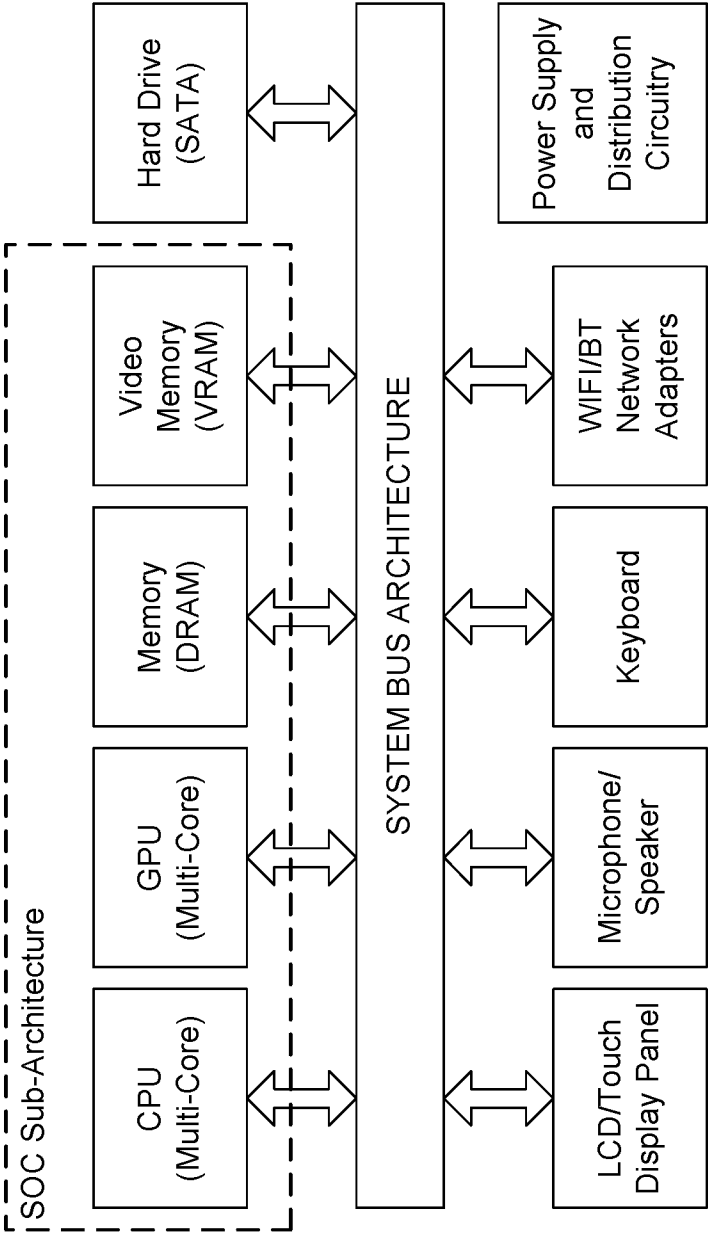 SOC Sub-Architecture
CPU
(Multi-Core)
GPU
(Multi-Core)
Memory
(DRAM)
Video
Memory
(VRAM)
Hard Drive
(SATA)
SYSTEM BUS ARCHITECTURE
LCD/Touch
Display Panel
Microphone/
Speaker
Keyboard
WIFI/BT
Network
Adapters
Power Supply
and
Distribution
Circuitry